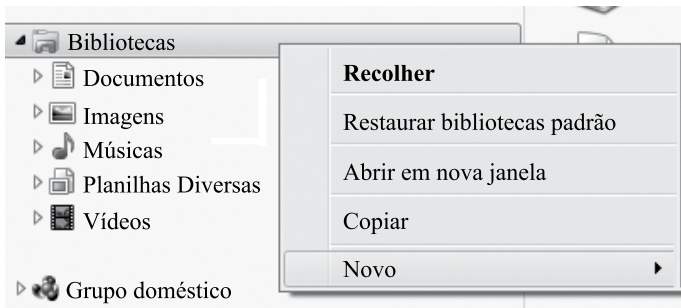 Bibliotecas
Documentos
Imagens
Músicas
Planilhas Diversas
Vídeos
Grupo doméstico
Recolher
Restaurar bibliotecas padrão
Abrir em nova janela
Copiar
Novo